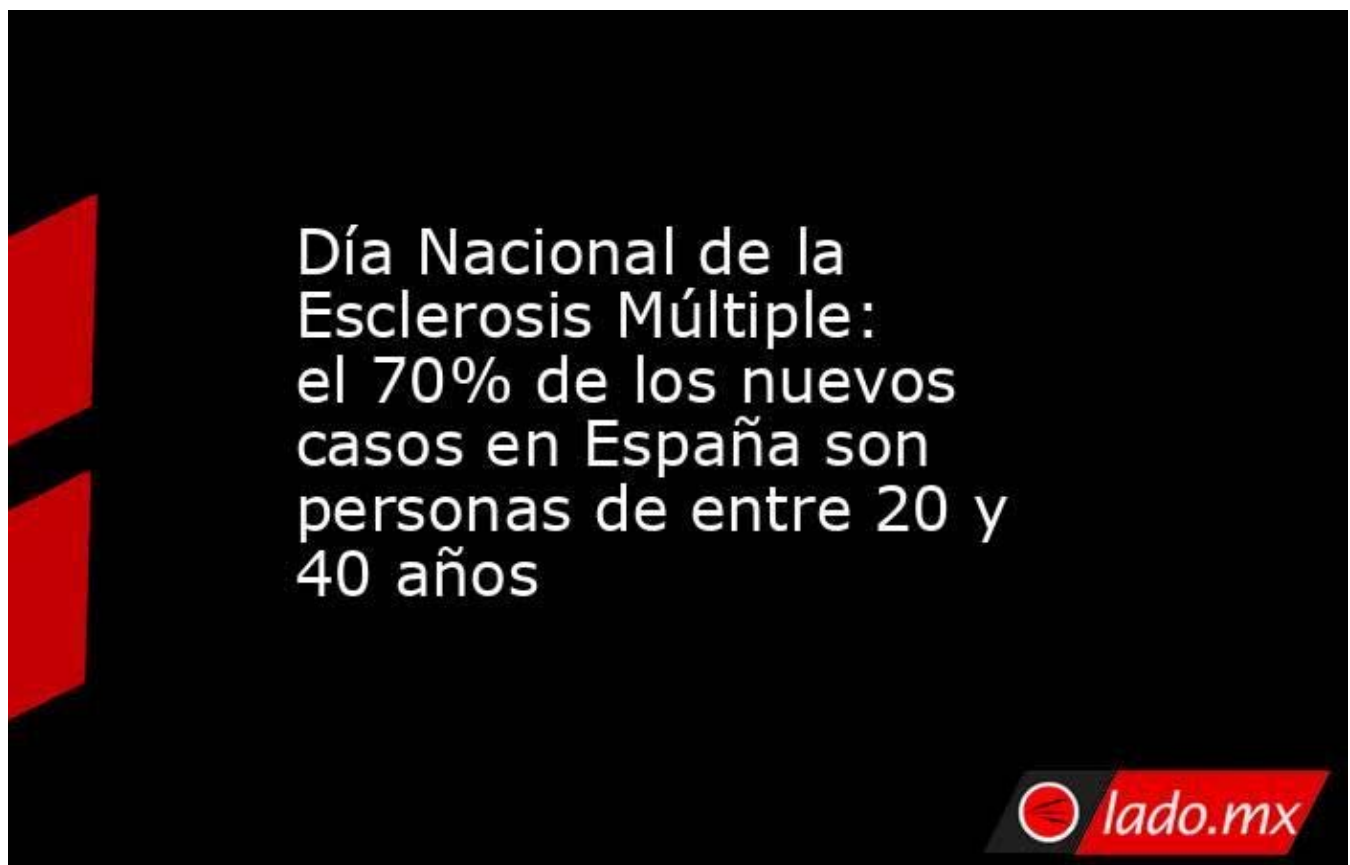 Día Nacional de la
Esclerosis Múltiple:
el 70% de los nuevos
casos en España son
personas de entre 20 y
40 años
lado.mx